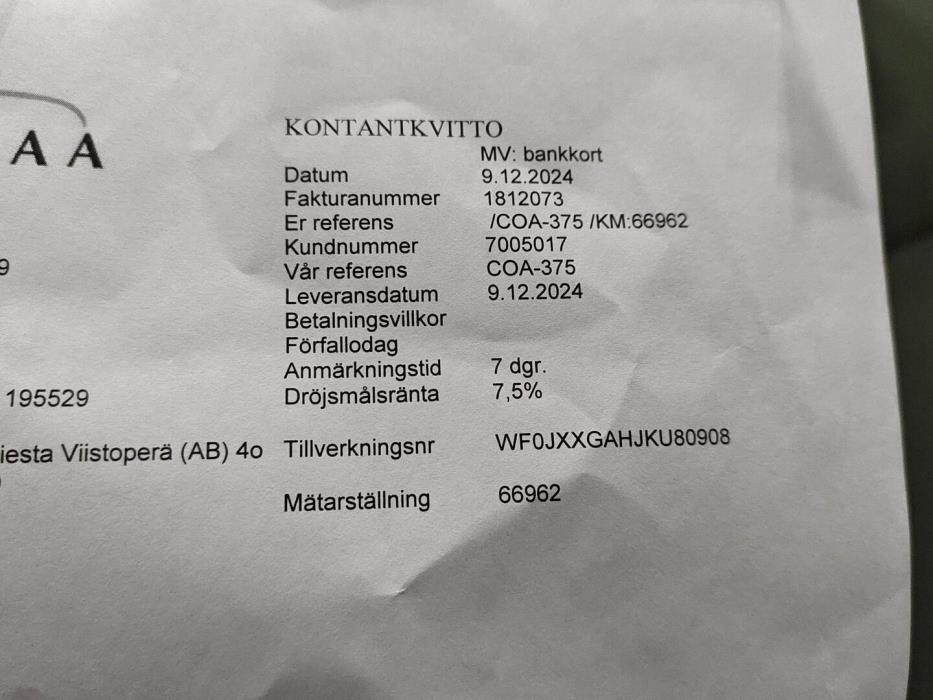 A A
KONTANTKVITTO
MV: bankkort
Datum 9.12.2024
Fakturanummer 1812073
Er referens /COA-375 /KM:66962
Kundnummer 7005017
9
Vår referens COA-375
Leveransdatum 9.12.2024
Betalningsvillkor
Förfallodag
Anmärkningstid 7 dgr.
195529 Dröjsmålsränta 7,5%
iesta Viistoperä (AB) 4o Tillverkningsnr WF0JXXGAHJKU80908
)
Mätarställning 66962